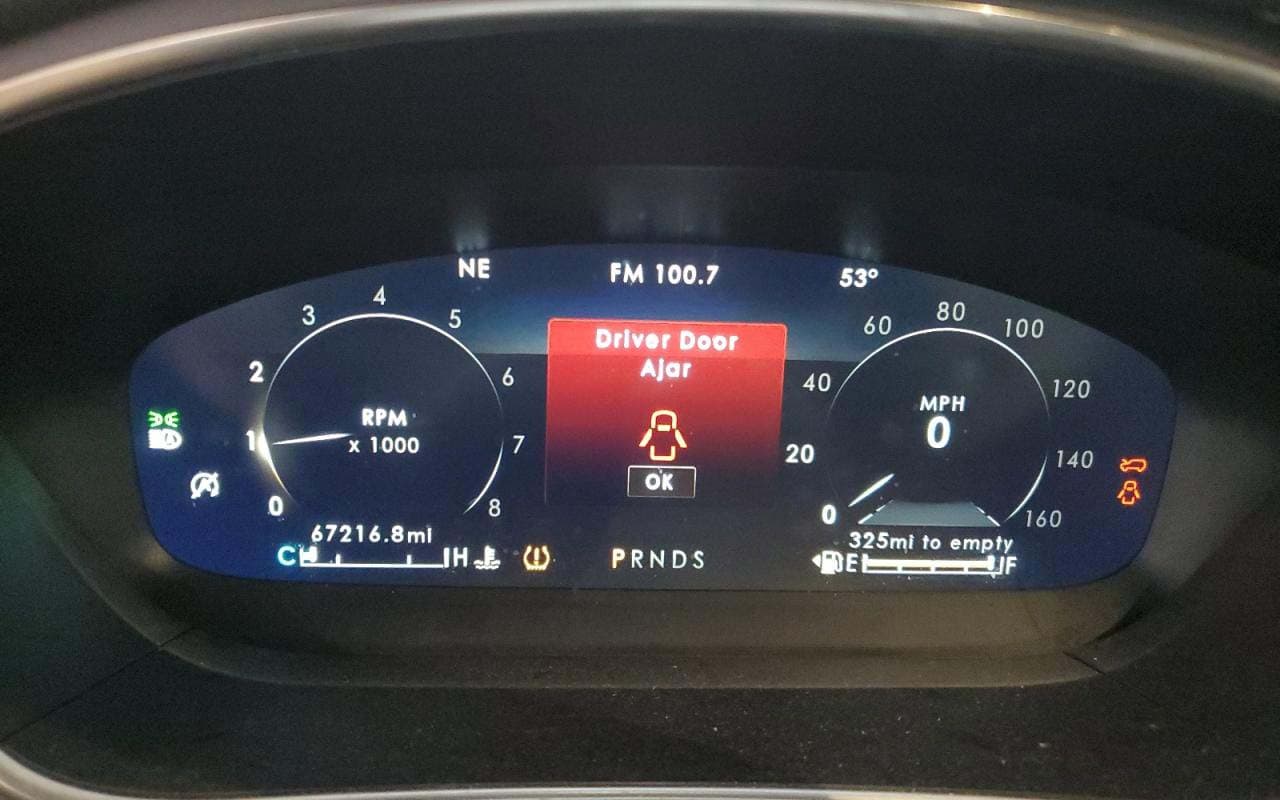 NE
FM 100.7
53°
0
1
2
3
4
5
6
7
8
RPM
x 1000
67216.8mi
C
H
Driver Door
Ajar
OK
PRNDS
0
20
40
60
80
100
120
140
160
MPH
0
325mi to empty
E
F